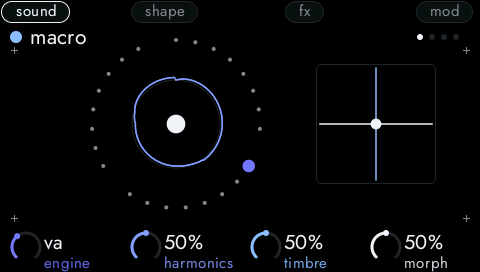 sound shape fx mod
macro
va 50% 50% 50%
engine harmonics timbre morph